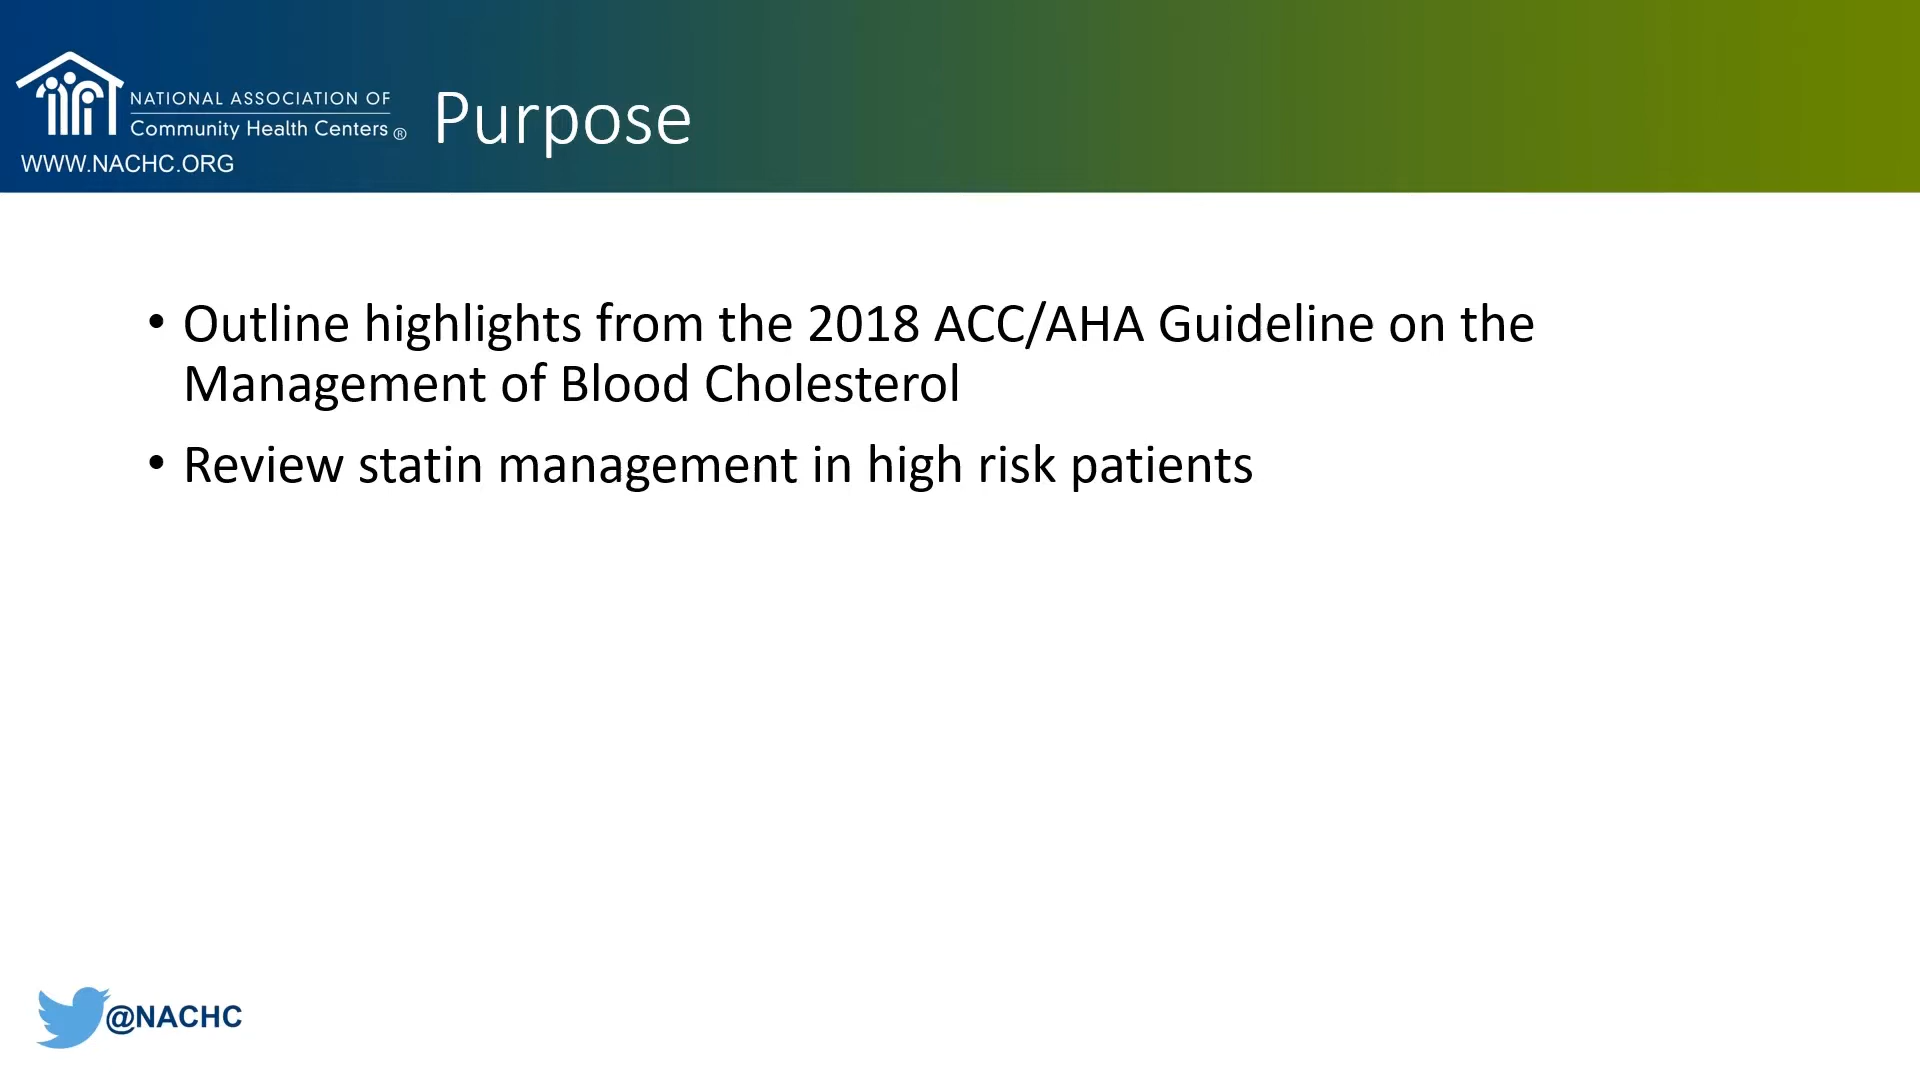 NATIONAL ASSOCIATION OF
Community Health Centers ®
WWW.NACHC.ORG
Purpose
• Outline highlights from the 2018 ACC/AHA Guideline on the
Management of Blood Cholesterol
• Review statin management in high risk patients
@NACHC